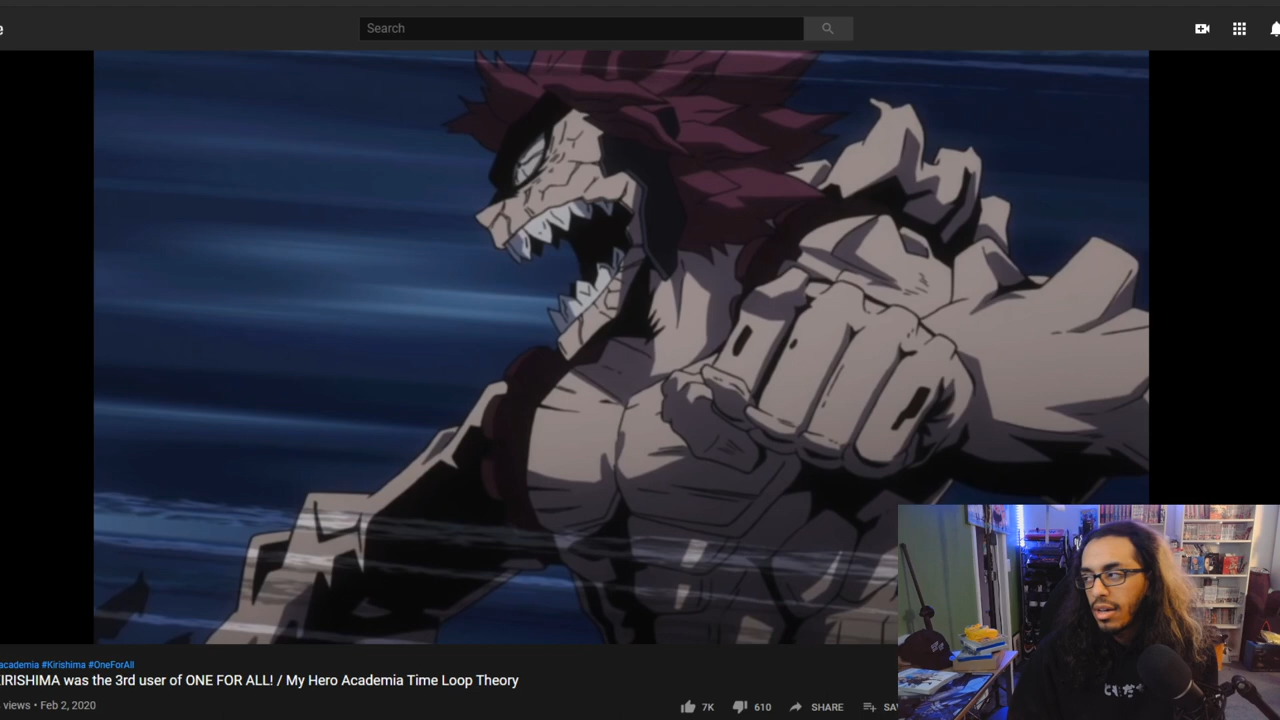 e
Search
academia #Kirishima #OneForAll
IRISHIMA was the 3rd user of ONE FOR ALL! / My Hero Academia Time Loop Theory
views • Feb 2, 2020
7K
610
SHARE
SA